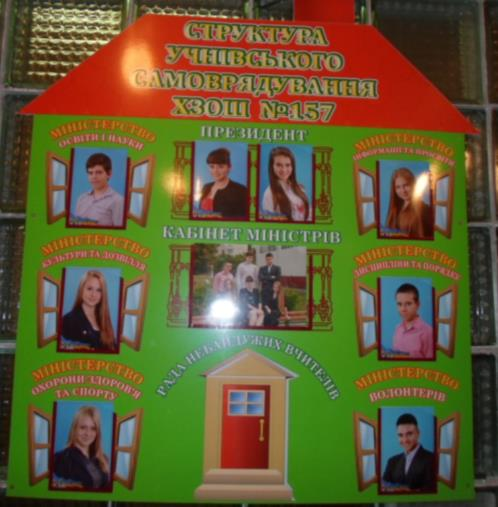 СТРУКТУРА
УЧНІВСЬКОГО
САМОВРЯДУВАННЯ
ХЗОШ №157
МІНІСТЕРСТВО
ОСВІТИ І НАУКИ
ПРЕЗИДЕНТ
МІНІСТЕРСТВО
ІНФОРМАЦІЇ ТА ПРОСВІТИ
МІНІСТЕРСТВО
КУЛЬТУРИ ТА ДОЗВІЛЛЯ
КАБІНЕТ МІНІСТРІВ
МІНІСТЕРСТВО
ДИСЦИПЛІНИ ТА ПОРЯДКУ
МІНІСТЕРСТВО
ОХОРОНИ ЗДОРОВ'Я
ТА СПОРТУ
РАДА НЕБАЙДУЖИХ ВЧИТЕЛІВ
МІНІСТЕРСТВО
ВОЛОНТЕРІВ